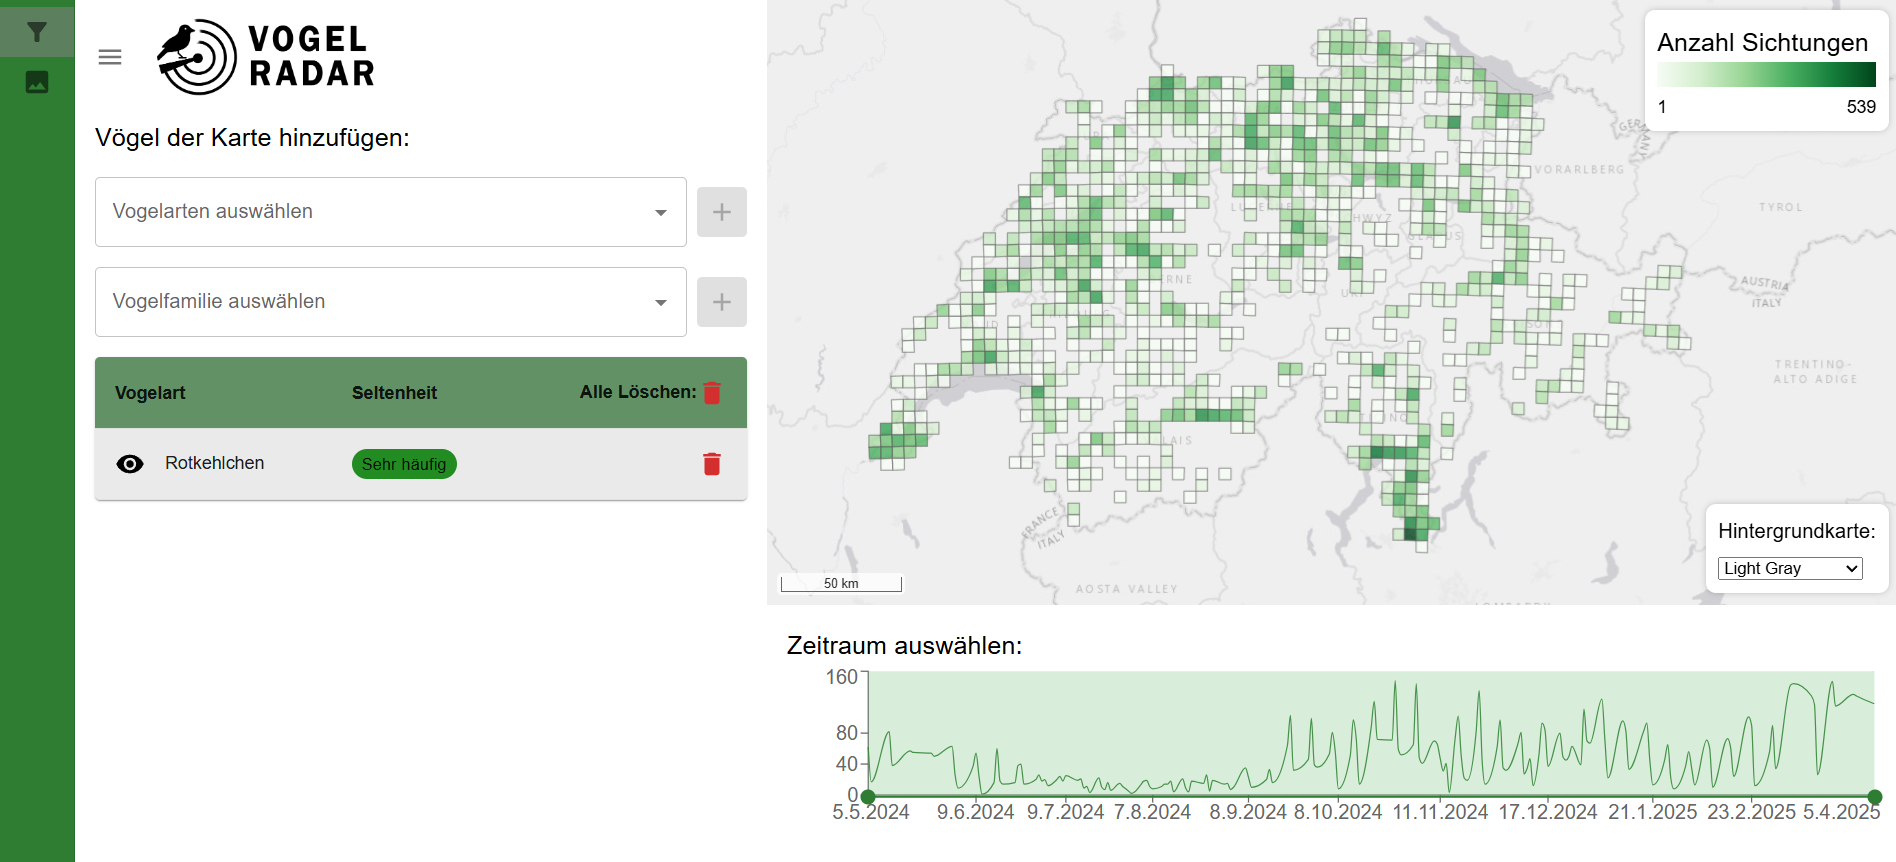 VOGEL
RADAR
Vögel der Karte hinzufügen:
Vogelarten auswählen
Vogelfamilie auswählen
Vogelart Seltenheit Alle Löschen:
Rotkehlchen Sehr häufig
Anzahl Sichtungen
1 539
GERMANY
VORARLBERG
TYROL
AUSTRIA
ITALY
TRENTINO-
ALTO ADIGE
FRANCE
ITALY
AOSTA VALLEY
50 km
Hintergrundkarte:
Light Gray
Zeitraum auswählen:
160
80
40
0
5.5.2024 9.6.2024 9.7.2024 7.8.2024 8.9.2024 8.10.2024 11.11.2024 17.12.2024 21.1.2025 23.2.2025 5.4.2025